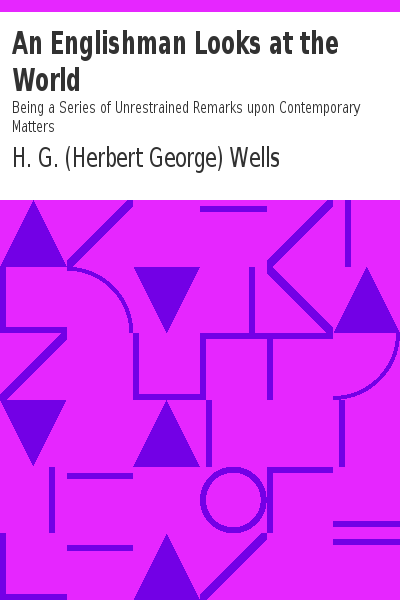 An Englishman Looks at the
World
Being a Series of Unrestrained Remarks upon Contemporary
Matters
H. G. (Herbert George) Wells